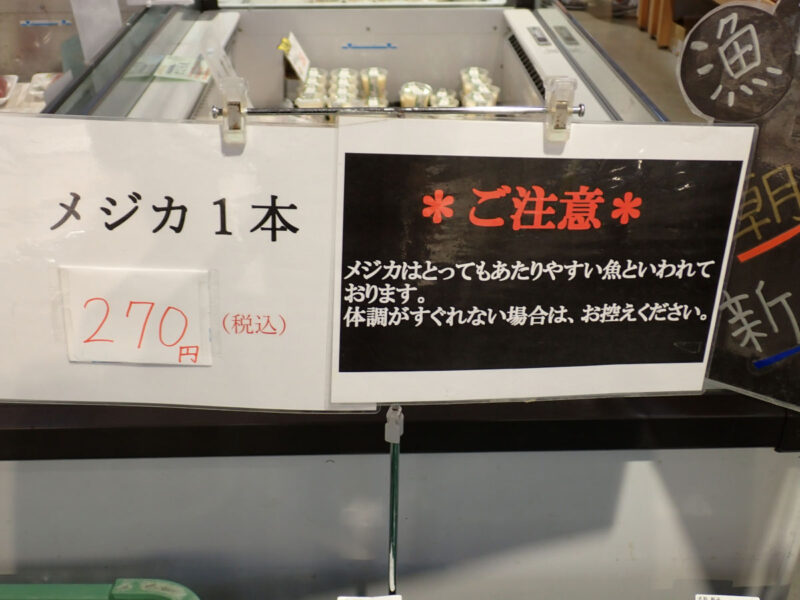 メジカ1本
270円
(税込)
＊ご注意＊
メジカはとってもあたりやすい魚といわれて
おります。
体調がすぐれない場合は、お控えください。
漁
朝
新